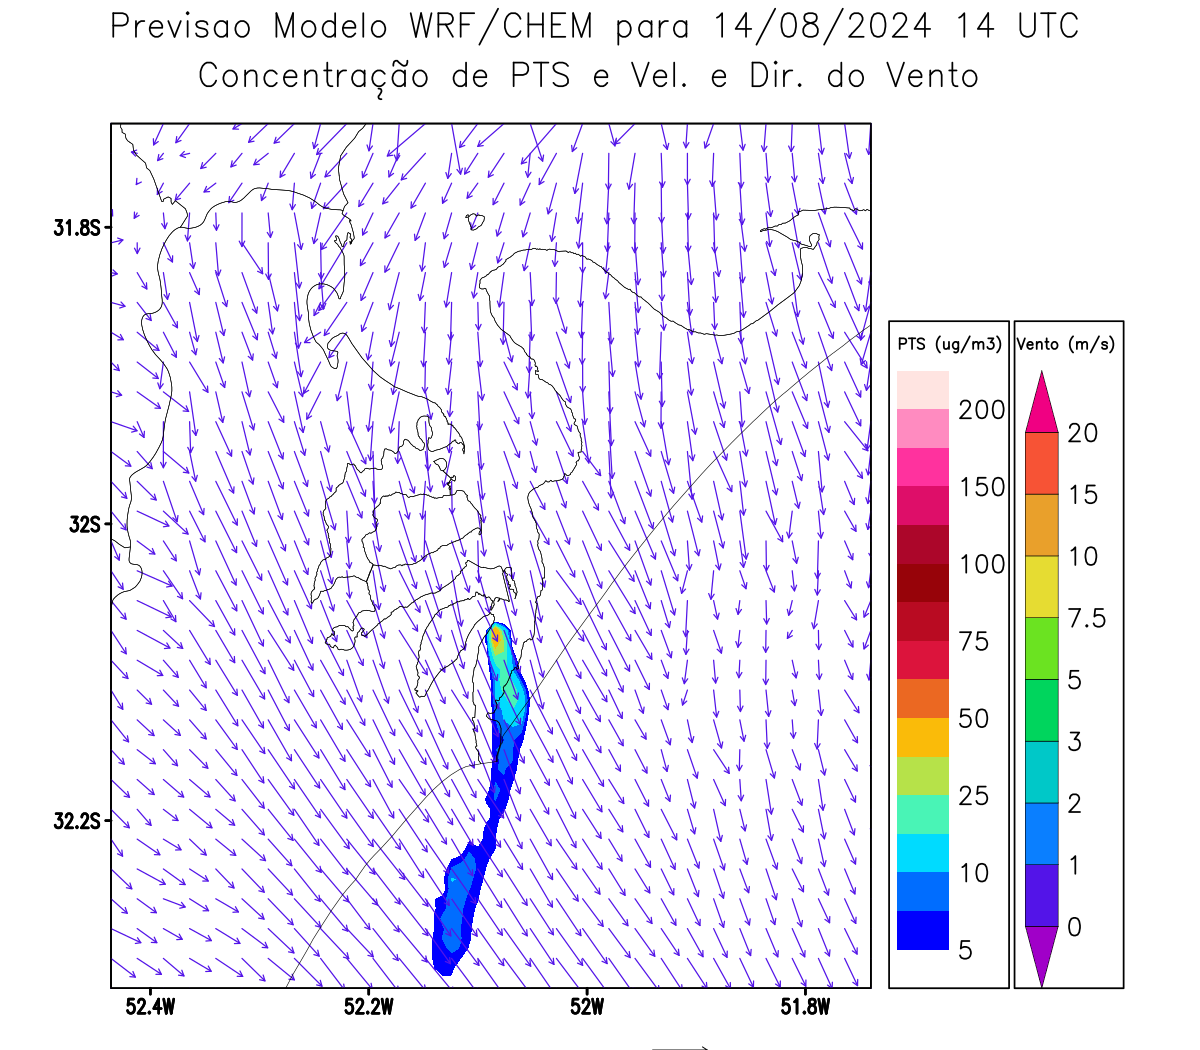 Previsao Modelo WRF/CHEM para 14/08/2024 14 UTC
Concentração de PTS e Vel. e Dir. do Vento
31.8S
32S
32.2S
52.4W 52.2W 52W 51.8W
PTS (ug/m3)
200
150
100
75
50
25
10
5
Vento (m/s)
20
15
10
7.5
5
3
2
1
0